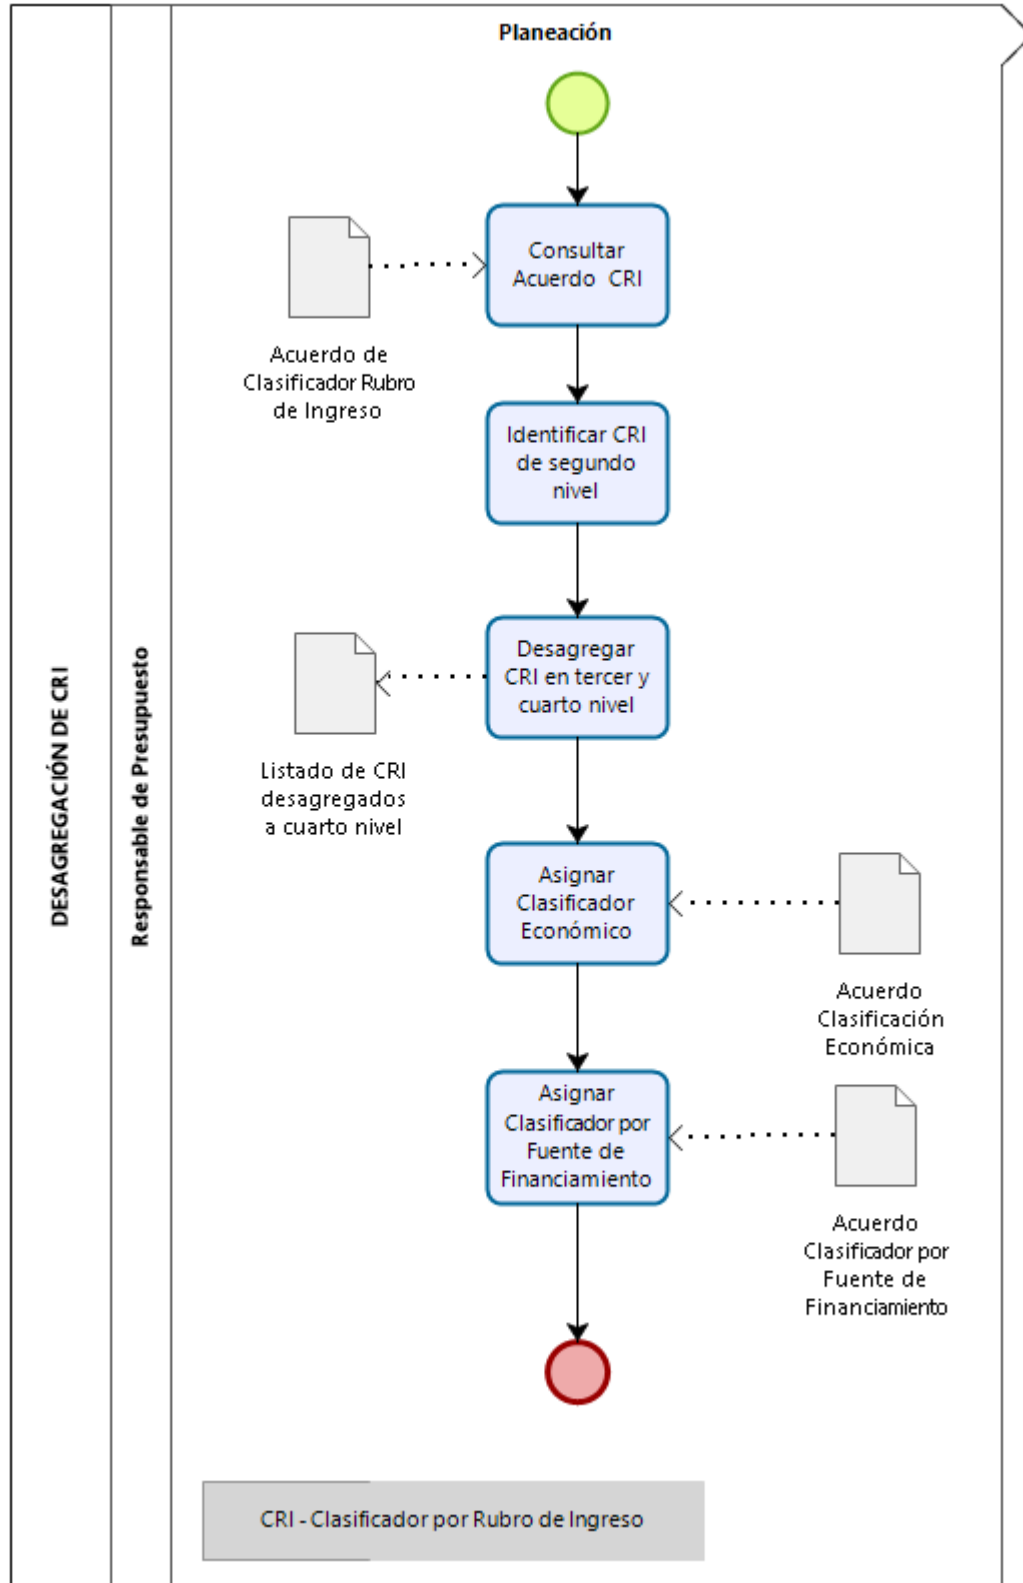 DESAGREGACIÓN DE CRI
Responsable de Presupuesto
Planeación
Consultar
Acuerdo CRI
Acuerdo de
Clasificador Rubro
de Ingreso
Identificar CRI
de segundo
nivel
Desagregar
CRI en tercer y
cuarto nivel
Listado de CRI
desagregados
a cuarto nivel
Asignar
Clasificador
Económico
Acuerdo
Clasificación
Económica
Asignar
Clasificador por
Fuente de
Financiamiento
Acuerdo
Clasificador por
Fuente de
Financiamiento
CRI - Clasificador por Rubro de Ingreso